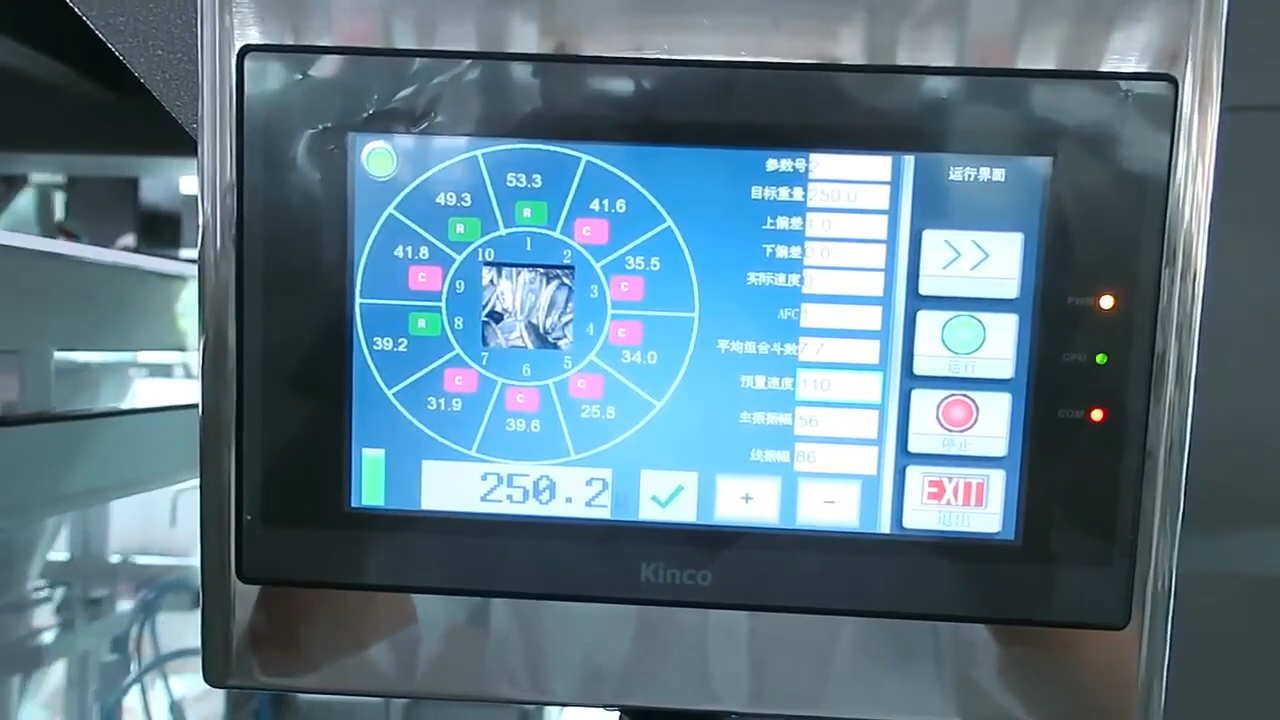 参数号
运行界面
目标重量 250.0
上偏差
下偏差
实际速度
AFC
平均组合斗数
预置速度 110
主振振幅 56
线振幅 86
53.3
R
1
41.6
C
2
35.5
C
3
34.0
C
4
25.8
C
5
39.6
C
6
31.9
C
7
39.2
R
8
41.8
C
9
49.3
R
10
250.2
+
-
>>
运行
停止
EXIT
退出
PWR
CPU
COM
Kinco